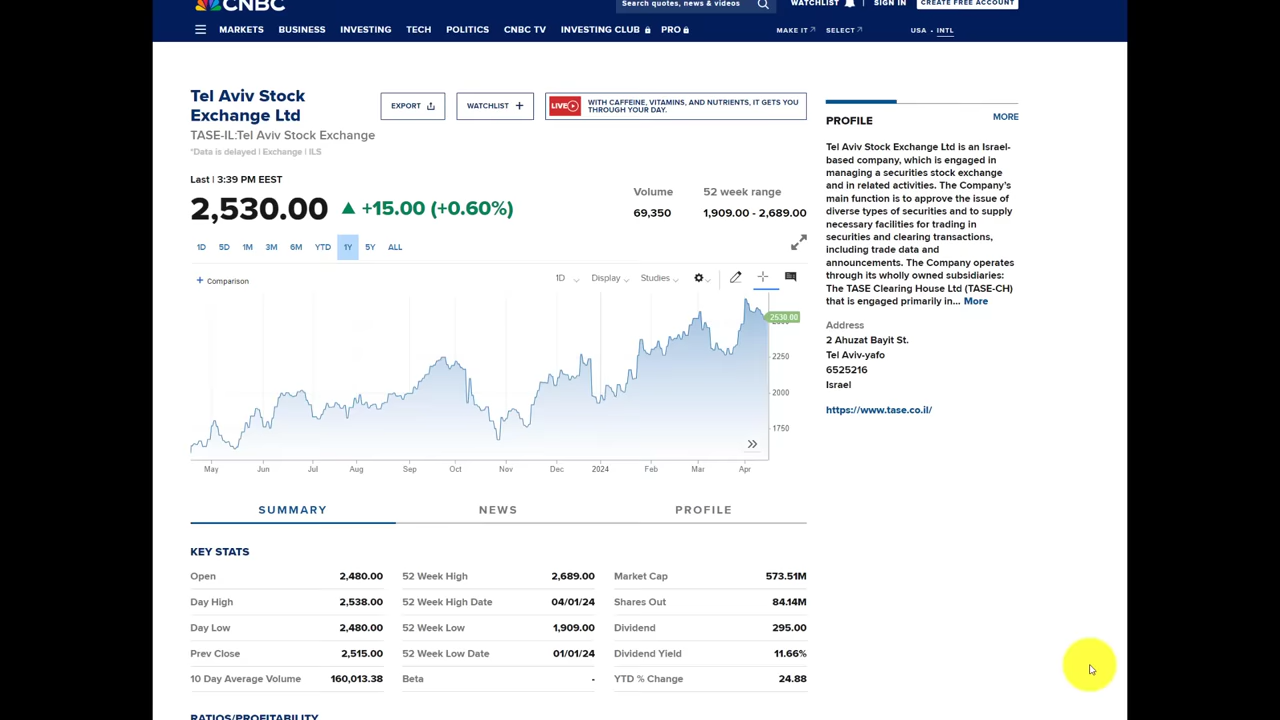 CNBC
Search quotes, news & videos
WATCHLIST
SIGN IN
CREATE FREE ACCOUNT
MARKETS
BUSINESS
INVESTING
TECH
POLITICS
CNBC TV
INVESTING CLUB
PRO
MAKE IT
SELECT
USA • INTL
Tel Aviv Stock
Exchange Ltd
TASE-IL:Tel Aviv Stock Exchange
*Data is delayed | Exchange | ILS
EXPORT
WATCHLIST +
LIVE
WITH CAFFEINE, VITAMINS, AND NUTRIENTS, IT GETS YOU
THROUGH YOUR DAY.
Last | 3:39 PM EEST
2,530.00 +15.00 (+0.60%)
Volume
69,350
52 week range
1,909.00 - 2,689.00
1D 5D 1M 3M 6M YTD 1Y 5Y ALL
+ Comparison
1D
Display
Studies
2530.00
2250
2000
1750
May Jun Jul Aug Sep Oct Nov Dec 2024 Feb Mar Apr
SUMMARY
NEWS
PROFILE
KEY STATS
Open 2,480.00
Day High 2,538.00
Day Low 2,480.00
Prev Close 2,515.00
10 Day Average Volume 160,013.38
52 Week High 2,689.00
52 Week High Date 04/01/24
52 Week Low 1,909.00
52 Week Low Date 01/01/24
Beta -
Market Cap 573.51M
Shares Out 84.14M
Dividend 295.00
Dividend Yield 11.66%
YTD % Change 24.88
RATIOS/PROFITABILITY
PROFILE
MORE
Tel Aviv Stock Exchange Ltd is an Israel-
based company, which is engaged in
managing a securities stock exchange
and in related activities. The Company's
main function is to approve the issue of
diverse types of securities and to supply
necessary facilities for trading in
securities and clearing transactions,
including trade data and
announcements. The Company operates
through its wholly owned subsidiaries:
The TASE Clearing House Ltd (TASE-CH)
that is engaged primarily in... More
Address
2 Ahuzat Bayit St.
Tel Aviv-yafo
6525216
Israel
https://www.tase.co.il/